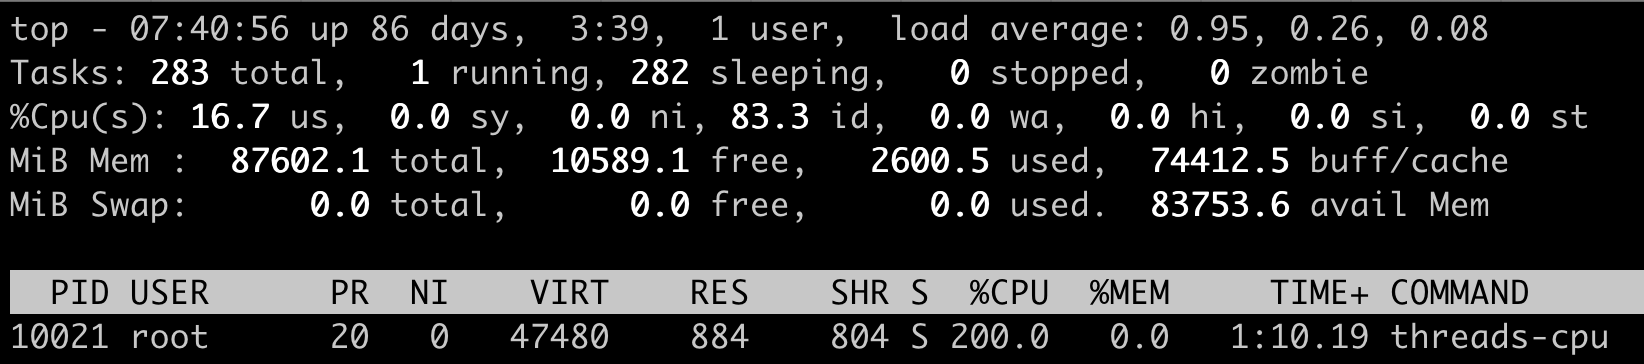 top - 07:40:56 up 86 days,  3:39,  1 user,  load average: 0.95, 0.26, 0.08
Tasks: 283 total,   1 running, 282 sleeping,   0 stopped,   0 zombie
%Cpu(s): 16.7 us,  0.0 sy,  0.0 ni, 83.3 id,  0.0 wa,  0.0 hi,  0.0 si,  0.0 st
MiB Mem :  87602.1 total,  10589.1 free,   2600.5 used,  74412.5 buff/cache
MiB Swap:      0.0 total,      0.0 free,      0.0 used.  83753.6 avail Mem
  PID USER      PR  NI    VIRT    RES    SHR S  %CPU  %MEM     TIME+ COMMAND
10021 root      20   0   47480    884    804 S 200.0   0.0   1:10.19 threads-cpu